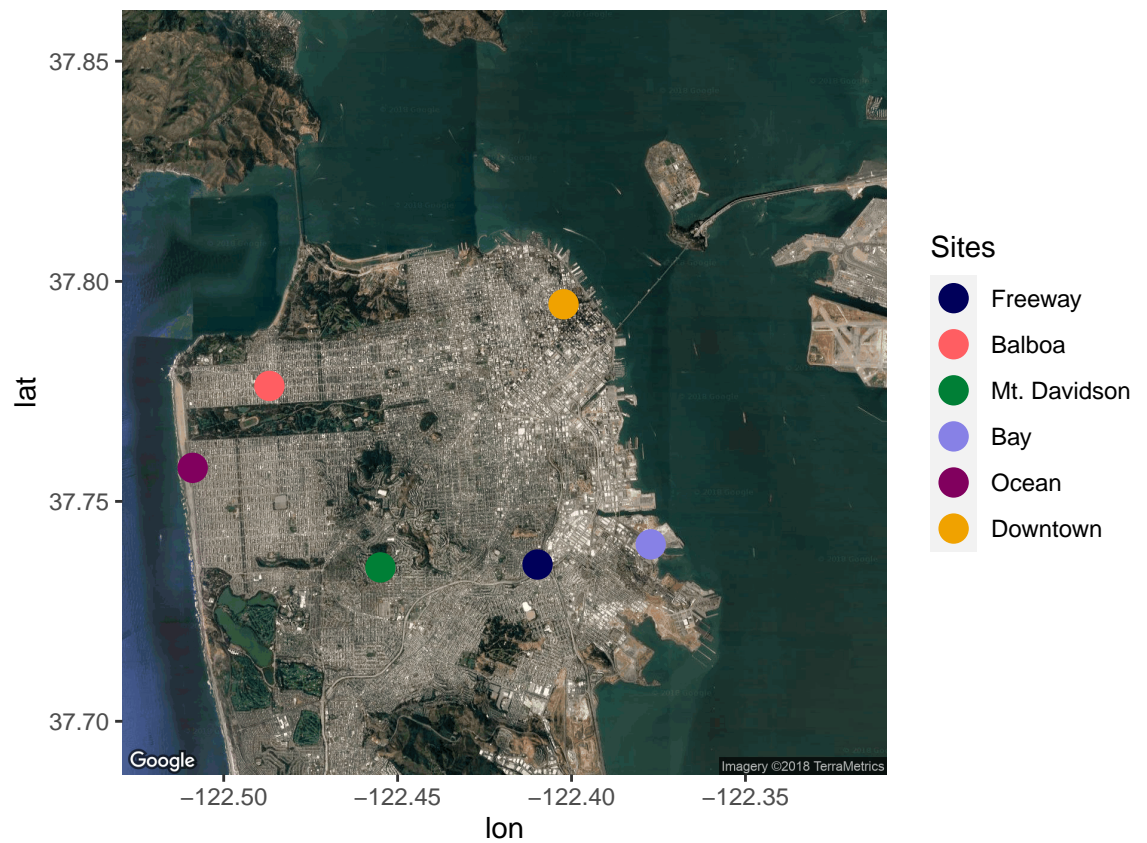 37.85
37.80
37.75
37.70
lat
−122.50
−122.45
−122.40
−122.35
lon
Google
Imagery ©2018 TerraMetrics
Sites
Freeway
Balboa
Mt. Davidson
Bay
Ocean
Downtown